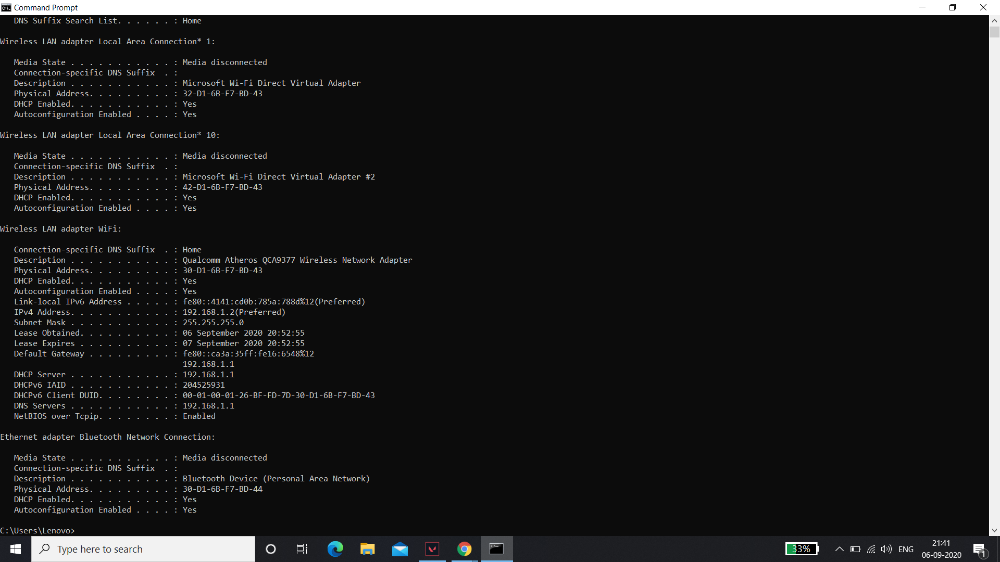 Command Prompt
DNS Suffix Search List. . . . . . : Home
Wireless LAN adapter Local Area Connection* 1:
Media State . . . . . . . . . . . : Media disconnected
Connection-specific DNS Suffix  . :
Description . . . . . . . . . . . : Microsoft Wi-Fi Direct Virtual Adapter
Physical Address. . . . . . . . . : 32-D1-6B-F7-BD-43
DHCP Enabled. . . . . . . . . . . : Yes
Autoconfiguration Enabled . . . . : Yes
Wireless LAN adapter Local Area Connection* 10:
Media State . . . . . . . . . . . : Media disconnected
Connection-specific DNS Suffix  . :
Description . . . . . . . . . . . : Microsoft Wi-Fi Direct Virtual Adapter #2
Physical Address. . . . . . . . . : 42-D1-6B-F7-BD-43
DHCP Enabled. . . . . . . . . . . : Yes
Autoconfiguration Enabled . . . . : Yes
Wireless LAN adapter WiFi:
Connection-specific DNS Suffix  . : Home
Description . . . . . . . . . . . : Qualcomm Atheros QCA9377 Wireless Network Adapter
Physical Address. . . . . . . . . : 30-D1-6B-F7-BD-43
DHCP Enabled. . . . . . . . . . . : Yes
Autoconfiguration Enabled . . . . : Yes
Link-local IPv6 Address . . . . . : fe80::4141:cd0b:785a:788d%12(Preferred)
IPv4 Address. . . . . . . . . . . : 192.168.1.2(Preferred)
Subnet Mask . . . . . . . . . . . : 255.255.255.0
Lease Obtained. . . . . . . . . . : 06 September 2020 20:52:55
Lease Expires . . . . . . . . . . : 07 September 2020 20:52:55
Default Gateway . . . . . . . . . : fe80::ca3a:35ff:fe16:6548%12
192.168.1.1
DHCP Server . . . . . . . . . . . : 192.168.1.1
DHCPv6 IAID . . . . . . . . . . . : 204525931
DHCPv6 Client DUID. . . . . . . . : 00-01-00-01-26-BF-FD-7D-30-D1-6B-F7-BD-43
DNS Servers . . . . . . . . . . . : 192.168.1.1
NetBIOS over Tcpip. . . . . . . . : Enabled
Ethernet adapter Bluetooth Network Connection:
Media State . . . . . . . . . . . : Media disconnected
Connection-specific DNS Suffix  . :
Description . . . . . . . . . . . : Bluetooth Device (Personal Area Network)
Physical Address. . . . . . . . . : 30-D1-6B-F7-BD-44
DHCP Enabled. . . . . . . . . . . : Yes
Autoconfiguration Enabled . . . . : Yes
C:\Users\Lenovo>
Type here to search
33%
ENG
21:41
06-09-2020
1